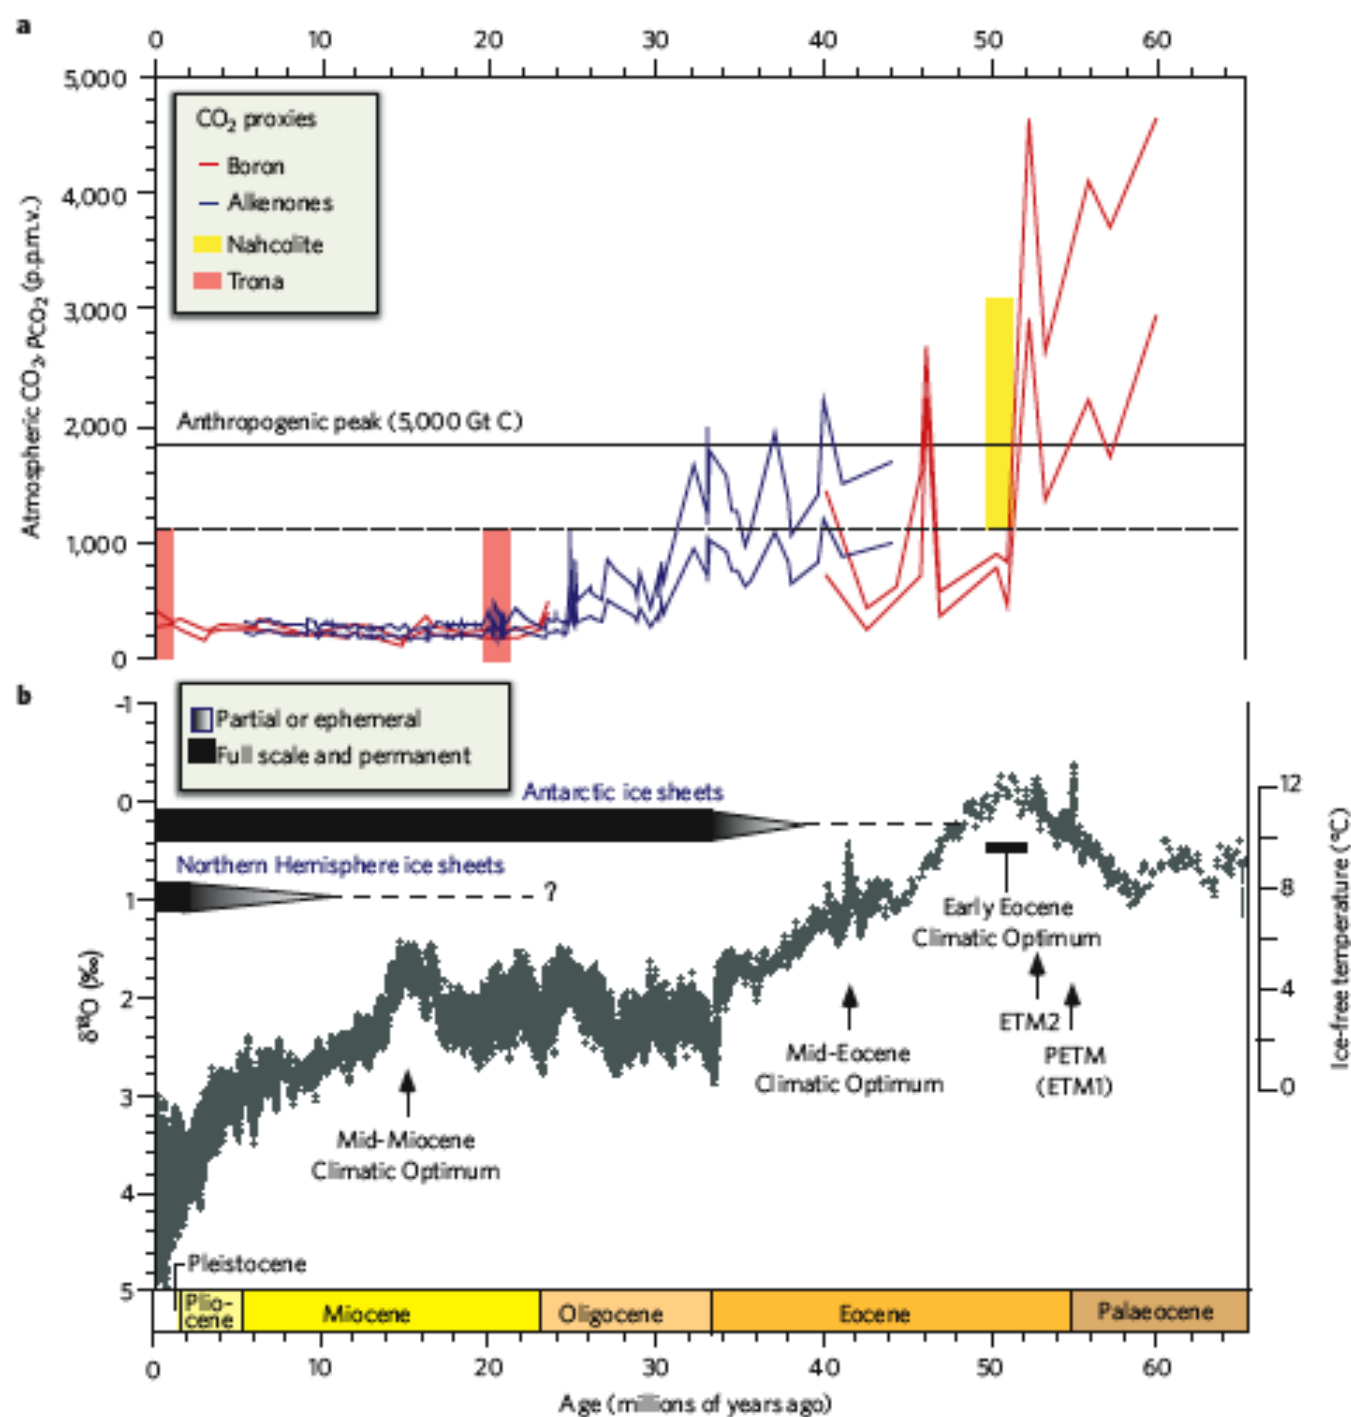 a
0 10 20 30 40 50 60
5,000
4,000
3,000
2,000
1,000
0
Atmospheric CO₂, PCO₂ (p.p.m.v.)
CO₂ proxies
Boron
Alkenones
Nahcolite
Trona
Anthropogenic peak (5,000 Gt C)
b
-1
0
1
2
3
4
5
δ¹⁸O (‰)
Partial or ephemeral
Full scale and permanent
Antarctic ice sheets
Northern Hemisphere ice sheets
?
12
8
4
0
Ice-free temperature (°C)
Early Eocene
Climatic Optimum
ETM2
PETM
(ETM1)
Mid-Eocene
Climatic Optimum
Mid-Miocene
Climatic Optimum
Pleistocene
Plio-
cene
Miocene
Oligocene
Eocene
Palaeocene
0 10 20 30 40 50 60
Age (millions of years ago)